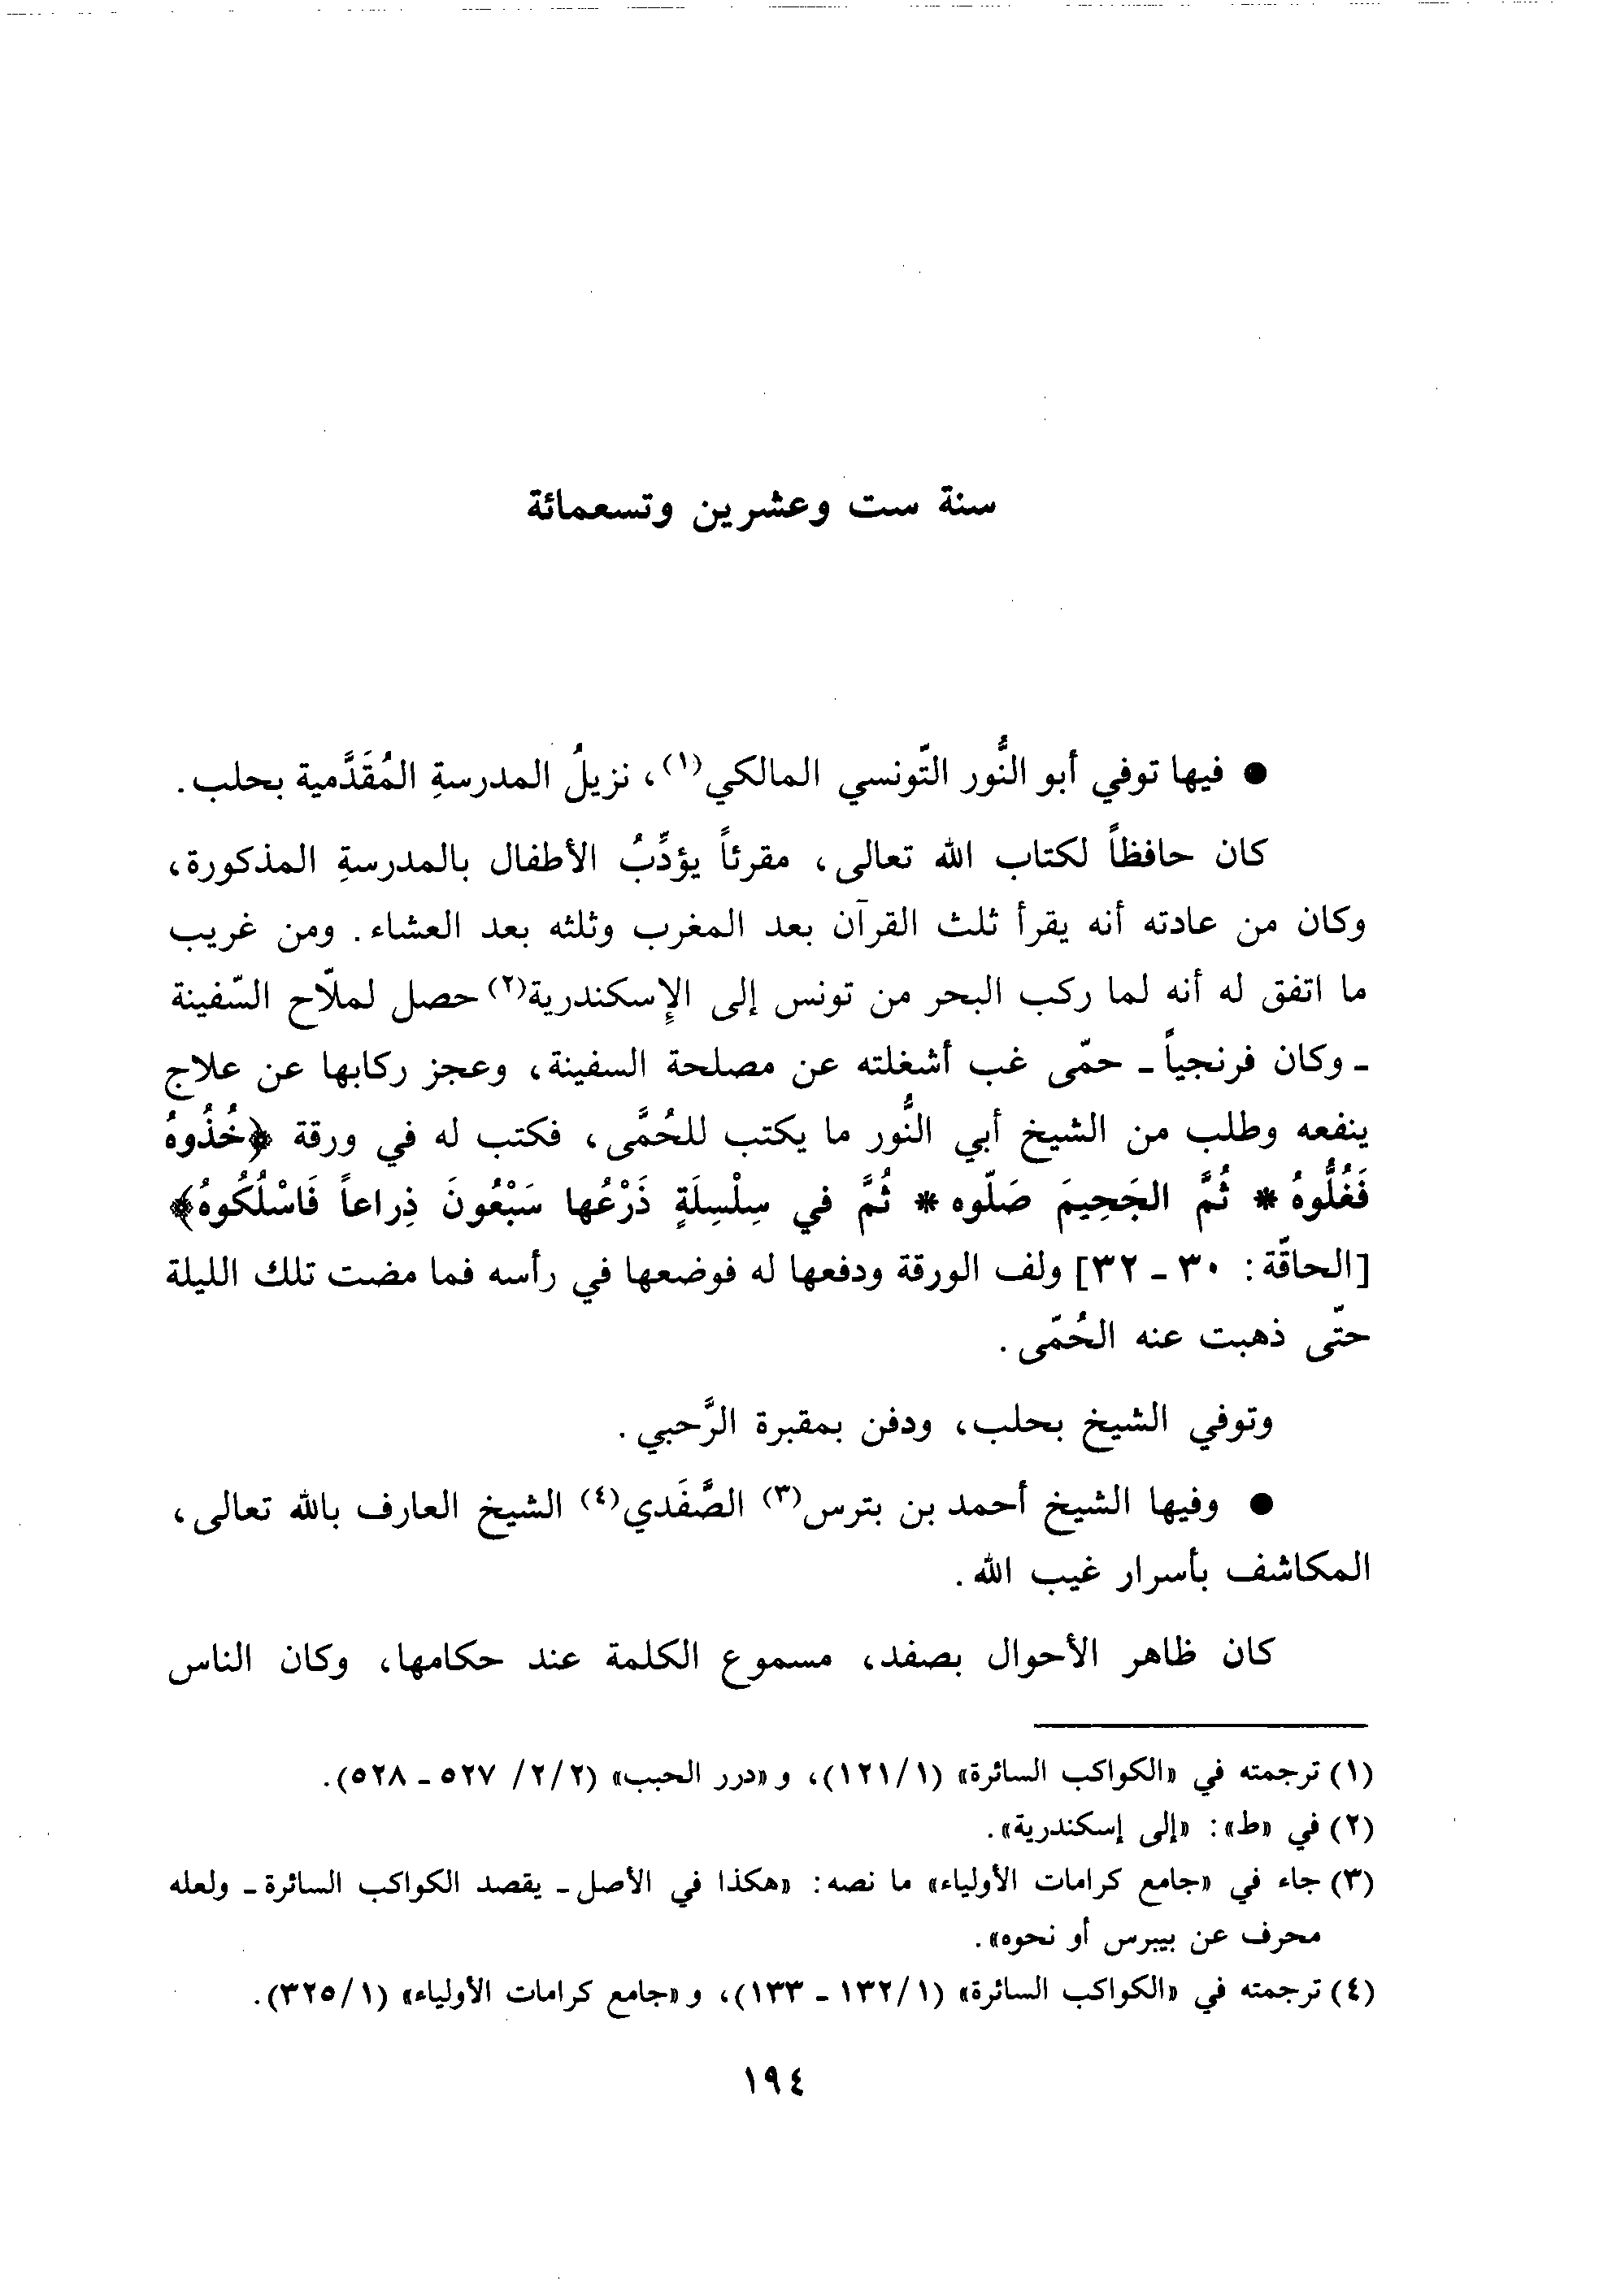 سنة ست وعشرين وتسعمائة
● فيها توفي أبو النُّور التّونسي المالكي(١)، نزيلُ المدرسةِ المُقَدَّمية بحلب.
كان حافظاً لكتاب الله تعالى، مقرئاً يؤدِّبُ الأطفال بالمدرسةِ المذكورة،
وكان من عادته أنه يقرأ ثلث القرآن بعد المغرب وثلثه بعد العشاء. ومن غريب
ما اتفق له أنه لما ركب البحر من تونس إلى الإِسكندرية(٢) حصل لملّاح السّفينة
ـ وكان فرنجياً ـ حمّى غب أشغلته عن مصلحة السفينة، وعجز ركابها عن علاج
ينفعه وطلب من الشيخ أبي النُّور ما يكتب للحُمَّى، فكتب له في ورقة ﴿خُذُوهُ
فَغُلُّوهُ * ثُمَّ الجَحِيمَ صَلّوه * ثُمَّ في سِلْسِلَةٍ ذَرْعُها سَبْعُونَ ذِراعاً فَاسْلُكُوهُ﴾
[الحاقّة: ٣٠ ـ ٣٢] ولف الورقة ودفعها له فوضعها في رأسه فما مضت تلك الليلة
حتّى ذهبت عنه الحُمّى.
وتوفي الشيخ بحلب، ودفن بمقبرة الرَّحبي.
● وفيها الشيخ أحمد بن بترس(٣) الصَّفَدي(٤) الشيخ العارف بالله تعالى،
المكاشف بأسرار غيب الله.
كان ظاهر الأحوال بصفد، مسموع الكلمة عند حكامها، وكان الناس
(١) ترجمته في «الكواكب السائرة» (١/١٢١)، و«درر الحبب» (٢/٢/ ٥٢٧ ـ ٥٢٨).
(٢) في «ط»: «إلى إسكندرية».
(٣) جاء في «جامع كرامات الأولياء» ما نصه: «هكذا في الأصل ـ يقصد الكواكب السائرة ـ ولعله
محرف عن بيبرس أو نحوه».
(٤) ترجمته في «الكواكب السائرة» (١/١٣٢ ـ ١٣٣)، و«جامع كرامات الأولياء» (١/٣٢٥).
١٩٤